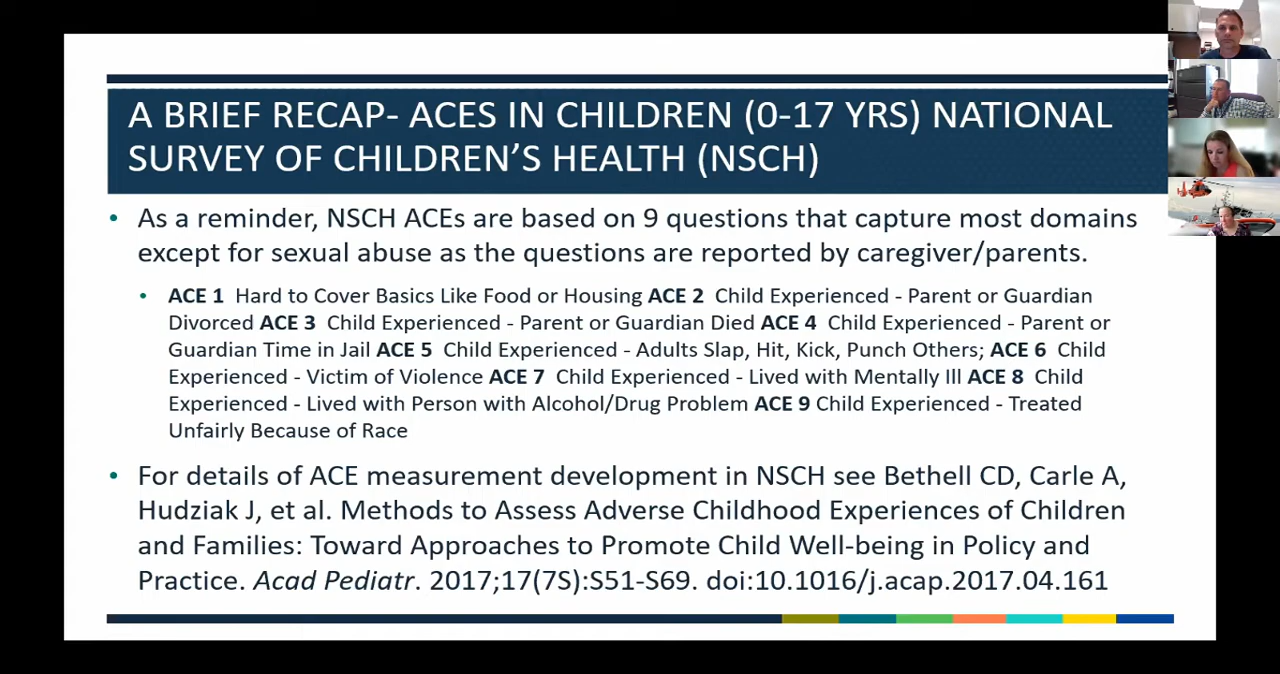 A BRIEF RECAP- ACES IN CHILDREN (0-17 YRS) NATIONAL
SURVEY OF CHILDREN'S HEALTH (NSCH)
• As a reminder, NSCH ACEs are based on 9 questions that capture most domains
except for sexual abuse as the questions are reported by caregiver/parents.
• ACE 1 Hard to Cover Basics Like Food or Housing ACE 2 Child Experienced - Parent or Guardian
Divorced ACE 3 Child Experienced - Parent or Guardian Died ACE 4 Child Experienced - Parent or
Guardian Time in Jail ACE 5 Child Experienced - Adults Slap, Hit, Kick, Punch Others; ACE 6 Child
Experienced - Victim of Violence ACE 7 Child Experienced - Lived with Mentally Ill ACE 8 Child
Experienced - Lived with Person with Alcohol/Drug Problem ACE 9 Child Experienced - Treated
Unfairly Because of Race
• For details of ACE measurement development in NSCH see Bethell CD, Carle A,
Hudziak J, et al. Methods to Assess Adverse Childhood Experiences of Children
and Families: Toward Approaches to Promote Child Well-being in Policy and
Practice. Acad Pediatr. 2017;17(7S):S51-S69. doi:10.1016/j.acap.2017.04.161